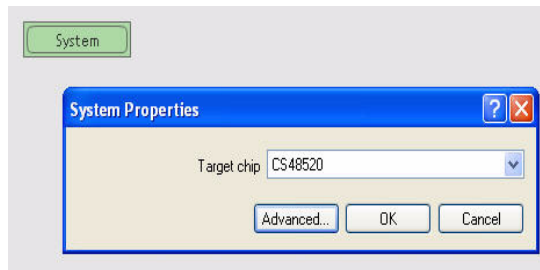 System
System Properties
?
Target chip CS48520
Advanced... OK Cancel